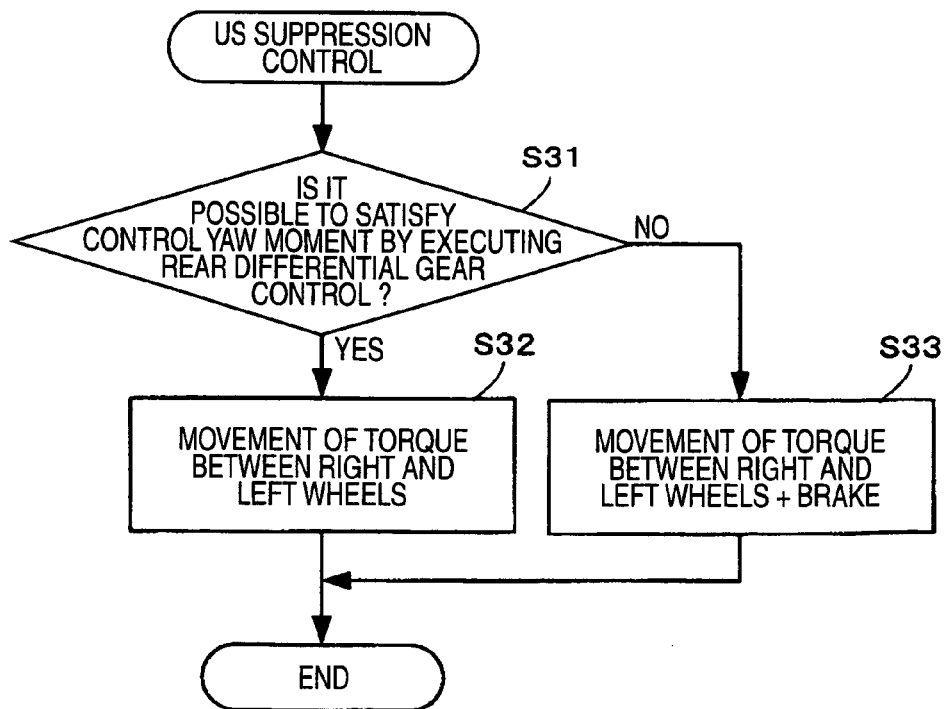 US SUPPRESSION
CONTROL
S31
IS IT
POSSIBLE TO SATISFY
CONTROL YAW MOMENT BY EXECUTING
REAR DIFFERENTIAL GEAR
CONTROL ?
NO
YES
S32
MOVEMENT OF TORQUE
BETWEEN RIGHT AND
LEFT WHEELS
S33
MOVEMENT OF TORQUE
BETWEEN RIGHT AND
LEFT WHEELS + BRAKE
END